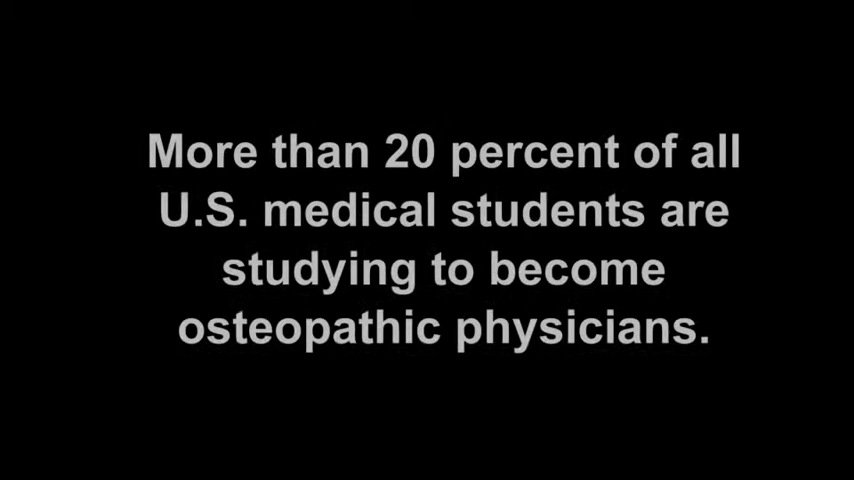 More than 20 percent of all
U.S. medical students are
studying to become
osteopathic physicians.